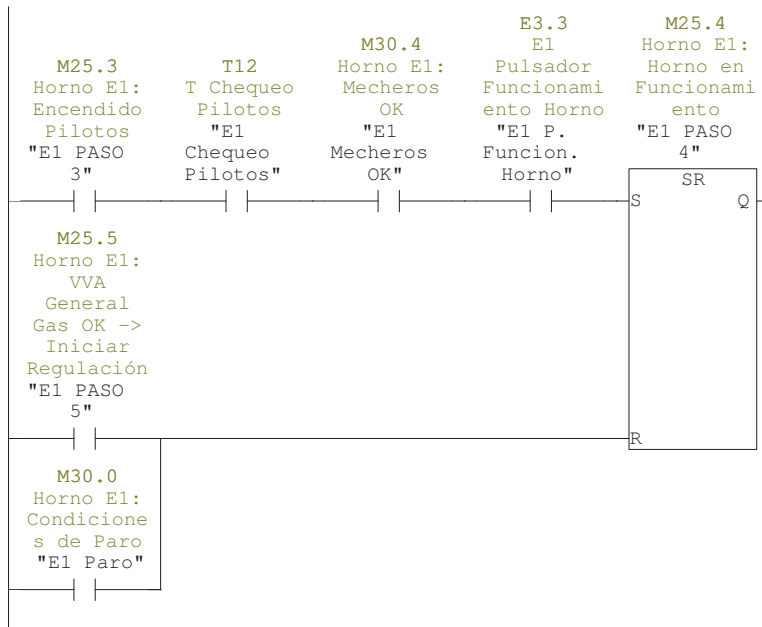 M25.3
Horno E1:
Encendido
Pilotos
"E1 PASO
3"
T12
T Chequeo
Pilotos
"E1
Chequeo
Pilotos"
M30.4
Horno E1:
Mecheros
OK
"E1
Mecheros
OK"
E3.3
E1
Pulsador
Funcionami
ento Horno
"E1 P.
Funcion.
Horno"
M25.4
Horno E1:
Horno en
Funcionami
ento
"E1 PASO
4"
SR
S
Q
M25.5
Horno E1:
VVA
General
Gas OK ->
Iniciar
Regulación
"E1 PASO
5"
R
M30.0
Horno E1:
Condicione
s de Paro
"E1 Paro"